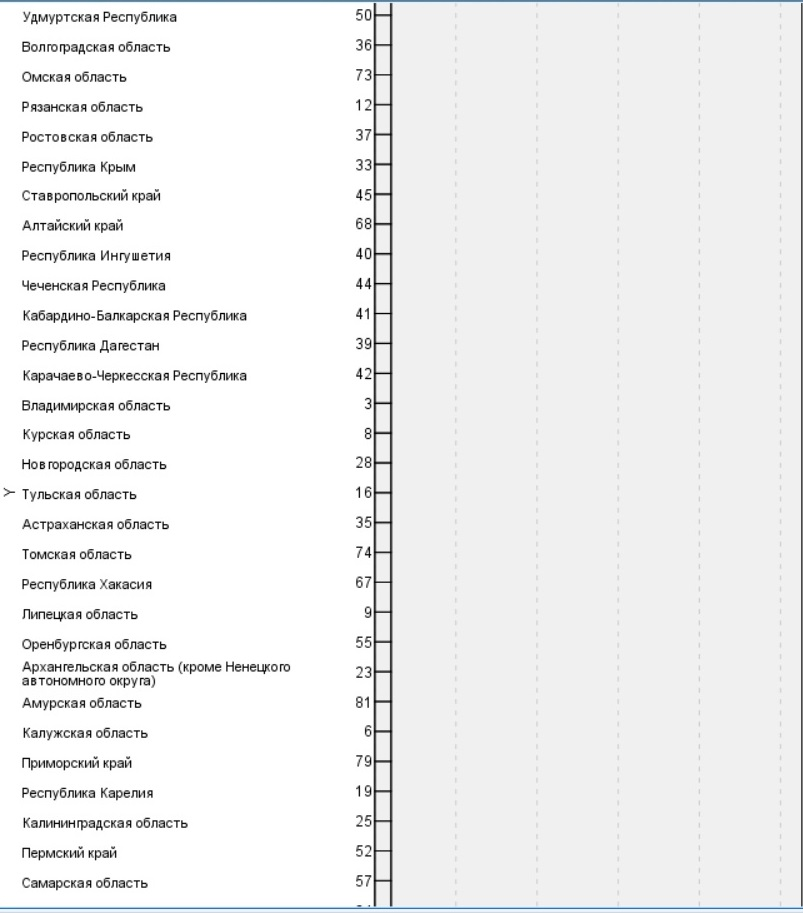 Удмуртская Республика 50
Волгоградская область 36
Омская область 73
Рязанская область 12
Ростовская область 37
Республика Крым 33
Ставропольский край 45
Алтайский край 68
Республика Ингушетия 40
Чеченская Республика 44
Кабардино-Балкарская Республика 41
Республика Дагестан 39
Карачаево-Черкесская Республика 42
Владимирская область 3
Курская область 8
Новгородская область 28
Y
Тульская область 16
Астраханская область 35
Томская область 74
Республика Хакасия 67
Липецкая область 9
Оренбургская область 55
Архангельская область (кроме Ненецкого
автономного округа) 23
Амурская область 81
Калужская область 6
Приморский край 79
Республика Карелия 19
Калининградская область 25
Пермский край 52
Самарская область 57